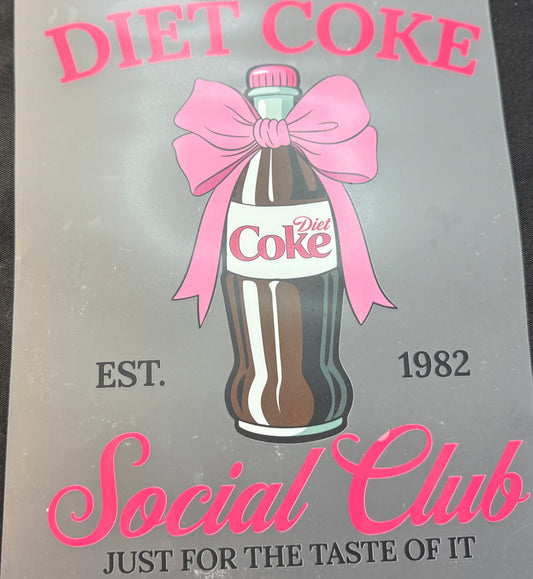 DIET COKE
Diet
Coke
EST.
1982
Social Club
JUST FOR THE TASTE OF IT